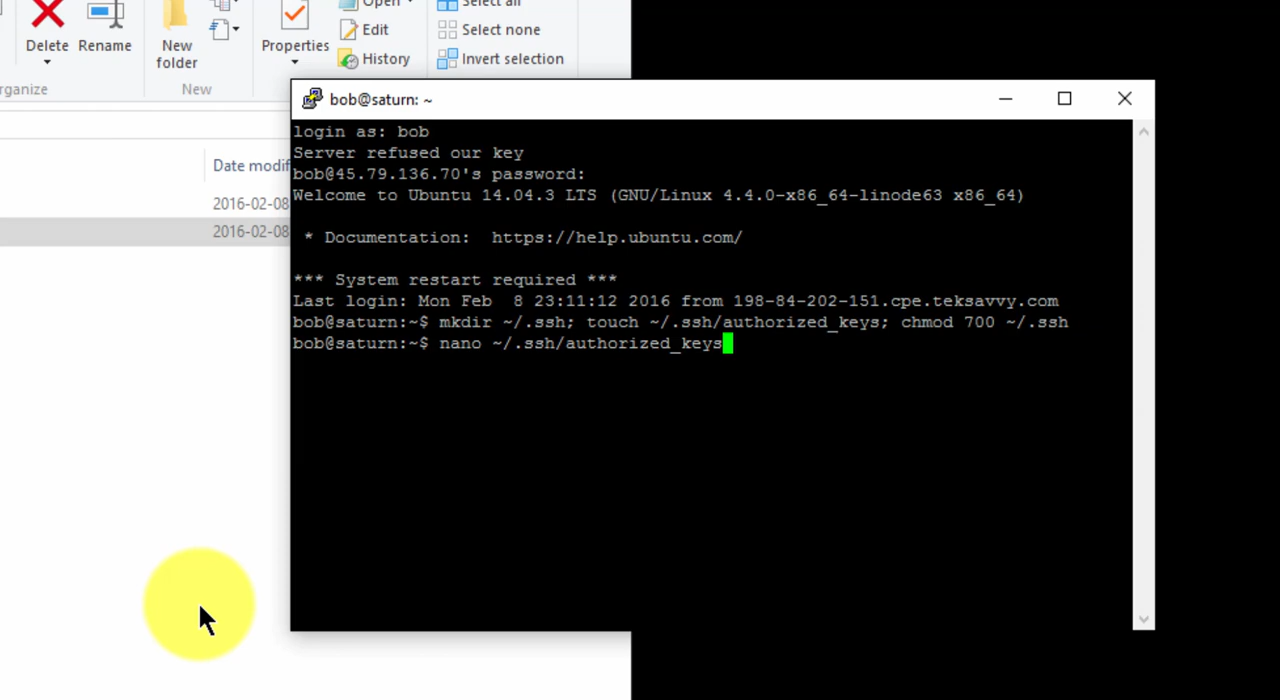 Open
Select all
Edit
Select none
Delete
Rename
New
folder
Properties
History
Invert selection
rganize
New
Date modifi
2016-02-08
2016-02-08
bob@saturn: ~
login as: bob
Server refused our key
bob@45.79.136.70's password:
Welcome to Ubuntu 14.04.3 LTS (GNU/Linux 4.4.0-x86_64-linode63 x86_64)
* Documentation:  https://help.ubuntu.com/
*** System restart required ***
Last login: Mon Feb  8 23:11:12 2016 from 198-84-202-151.cpe.teksavvy.com
bob@saturn:~$ mkdir ~/.ssh; touch ~/.ssh/authorized_keys; chmod 700 ~/.ssh
bob@saturn:~$ nano ~/.ssh/authorized_keys